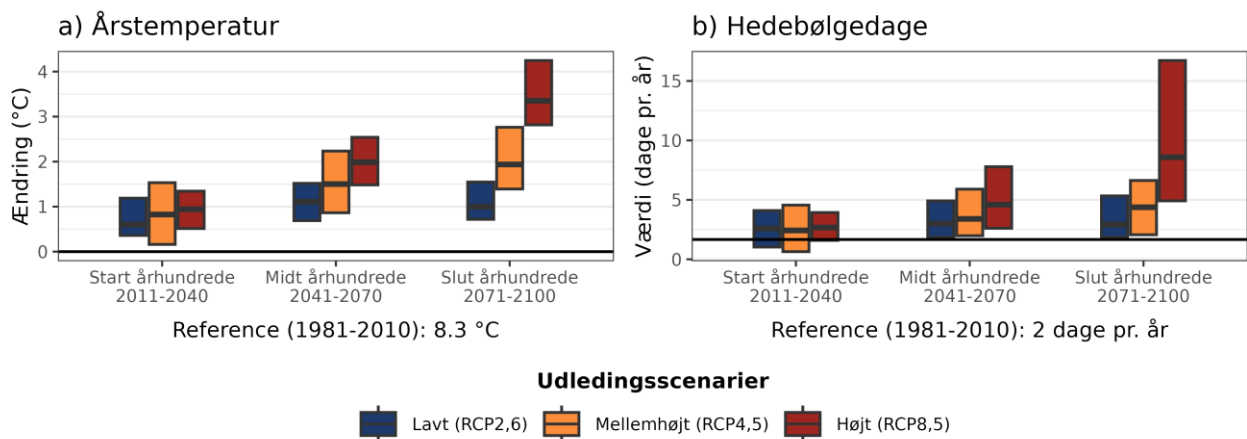 a) Årstemperatur
Ændring (°C)
4
3
2
1
0
Start århundrede
2011-2040
Midt århundrede
2041-2070
Slut århundrede
2071-2100
Reference (1981-2010): 8.3 °C
b) Hedebølgedage
Værdi (dage pr. år)
15
10
5
0
Start århundrede
2011-2040
Midt århundrede
2041-2070
Slut århundrede
2071-2100
Reference (1981-2010): 2 dage pr. år
Udledingsscenarier
Lavt (RCP2,6)
Mellemhøjt (RCP4,5)
Højt (RCP8,5)